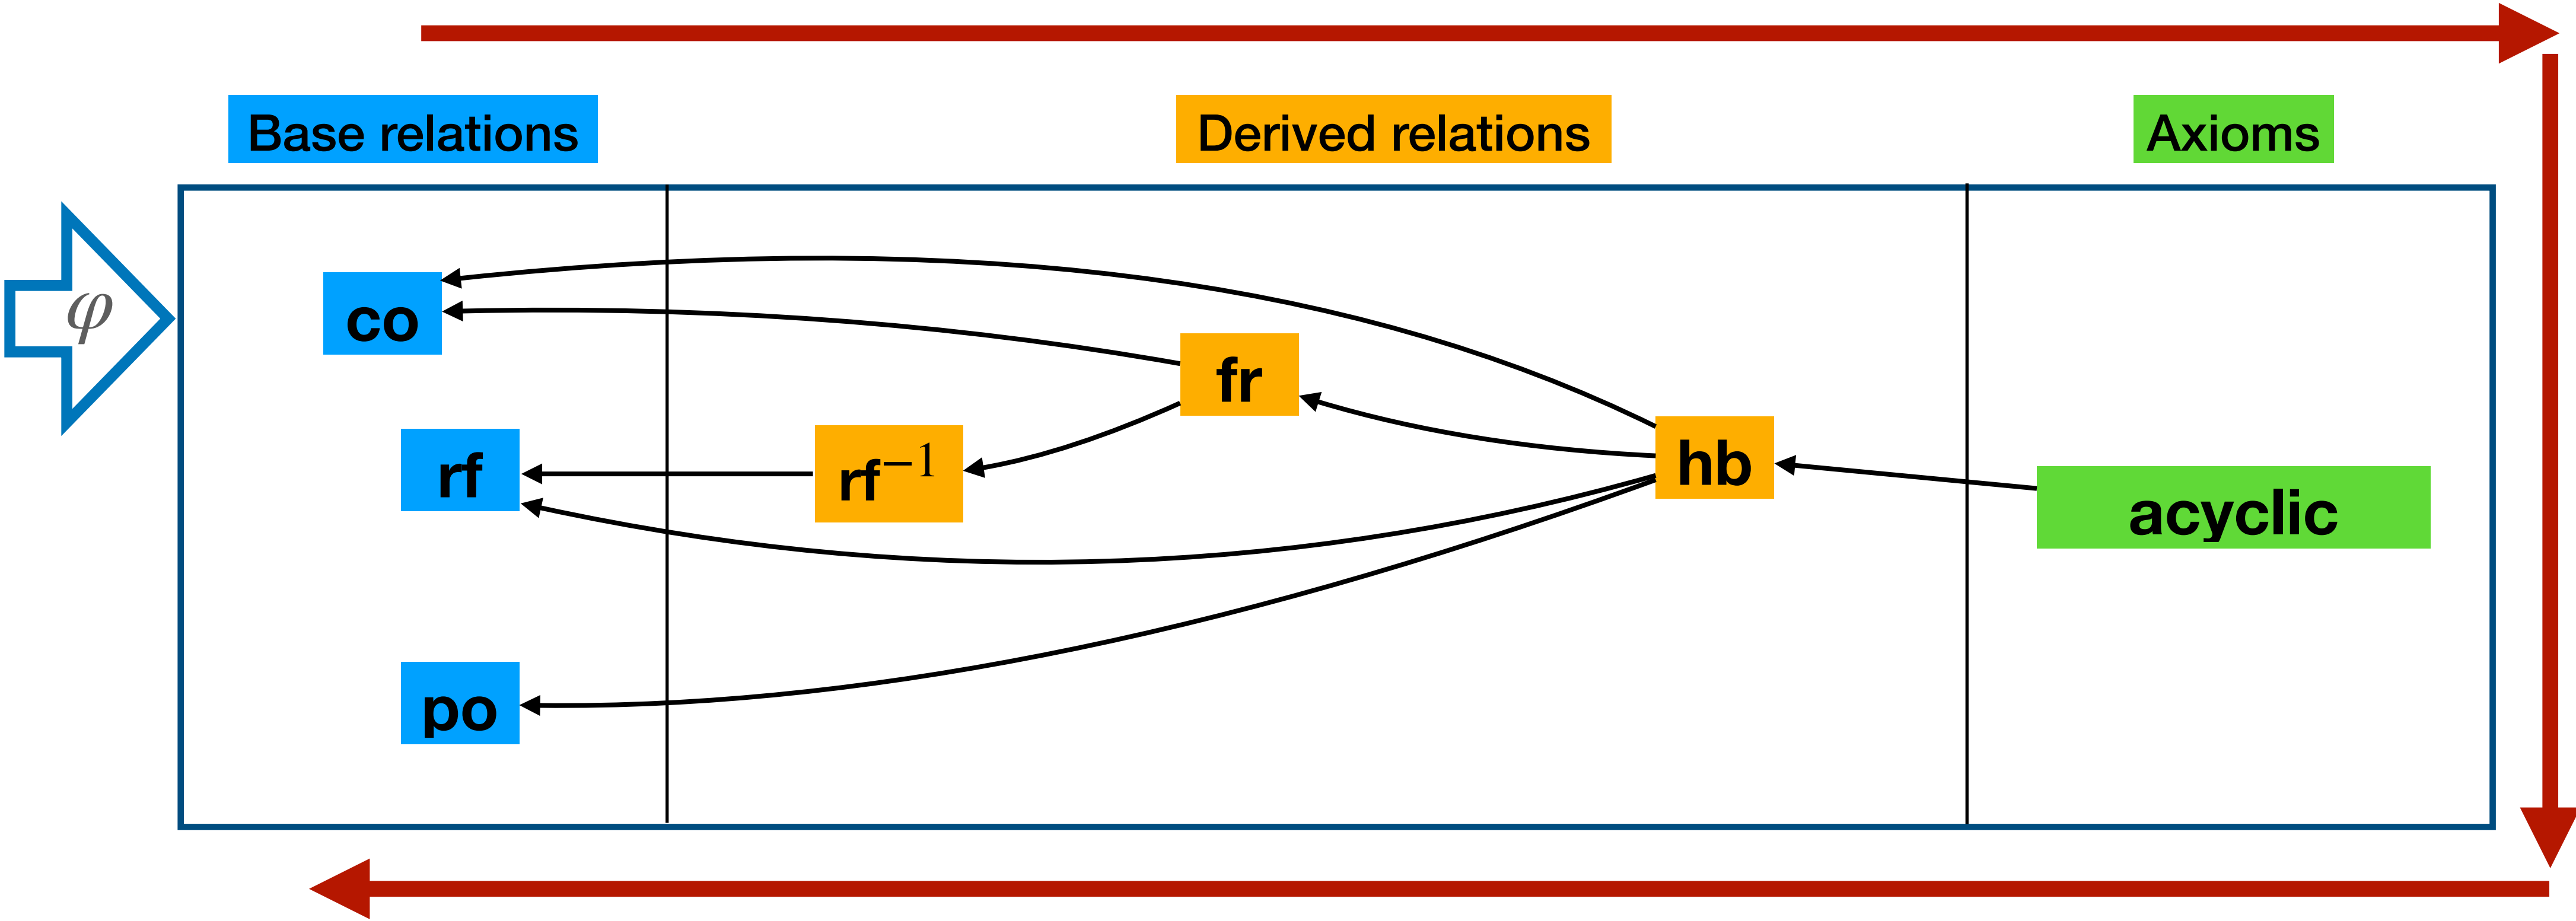 Base relations
Derived relations
Axioms
φ
co
fr
rf
rf⁻¹
hb
acyclic
po